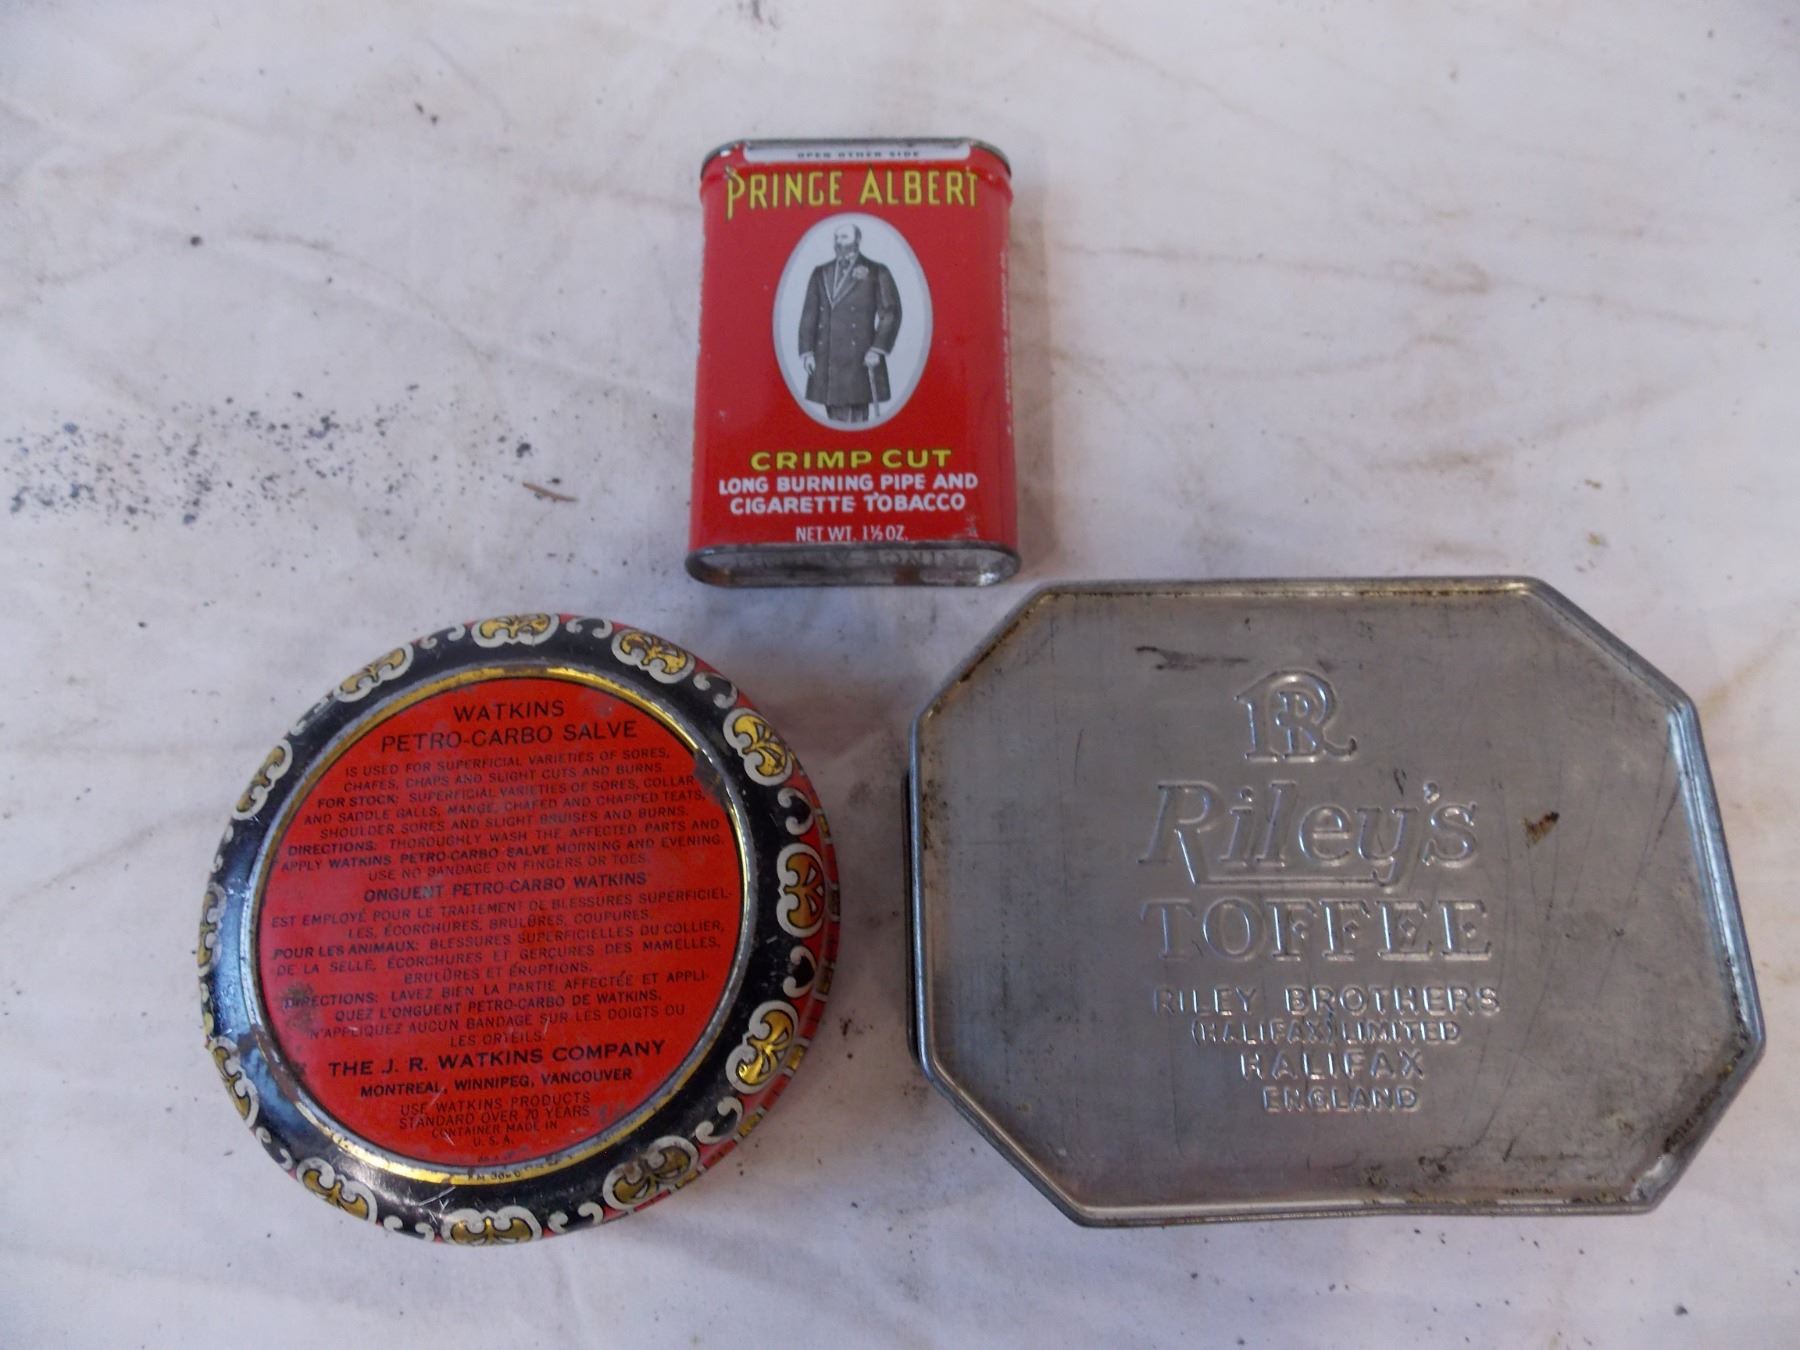 OPEN OTHER SIDE
PRINCE ALBERT
CRIMP CUT
LONG BURNING PIPE AND
CIGARETTE TOBACCO
NET WT. 1½ OZ.
WATKINS
PETRO-CARBO SALVE
IS USED FOR SUPERFICIAL VARIETIES OF SORES,
CHAFES, CHAPS AND SLIGHT CUTS AND BURNS.
FOR STOCK: SUPERFICIAL VARIETIES OF SORES, COLLAR
AND SADDLE GALLS, MANGE, CHAFED AND CHAPPED TEATS,
SHOULDER SORES AND SLIGHT BRUISES AND BURNS.
DIRECTIONS: THOROUGHLY WASH THE AFFECTED PARTS AND
APPLY WATKINS PETRO-CARBO SALVE MORNING AND EVENING.
USE NO BANDAGE ON FINGERS OR TOES.
ONGUENT PETRO-CARBO WATKINS
EST EMPLOYÉ POUR LE TRAITEMENT DE BLESSURES SUPERFICIEL-
LES, ÉCORCHURES, BRULÛRES, COUPURES.
POUR LES ANIMAUX: BLESSURES SUPERFICIELLES DU COLLIER,
DE LA SELLE, ÉCORCHURES ET GERÇURES DES MAMELLES,
BRULÛRES ET ÉRUPTIONS.
DIRECTIONS: LAVEZ BIEN LA PARTIE AFFECTÉE ET APPLI-
QUEZ L'ONGUENT PETRO-CARBO DE WATKINS,
N'APPLIQUEZ AUCUN BANDAGE SUR LES DOIGTS OU
LES ORTEILS.
THE J. R. WATKINS COMPANY
MONTREAL, WINNIPEG, VANCOUVER
USE WATKINS PRODUCTS
STANDARD OVER 70 YEARS
CONTAINER MADE IN
U. S. A.
RB
Riley's
TOFFEE
RILEY BROTHERS
(HALIFAX) LIMITED
HALIFAX
ENGLAND